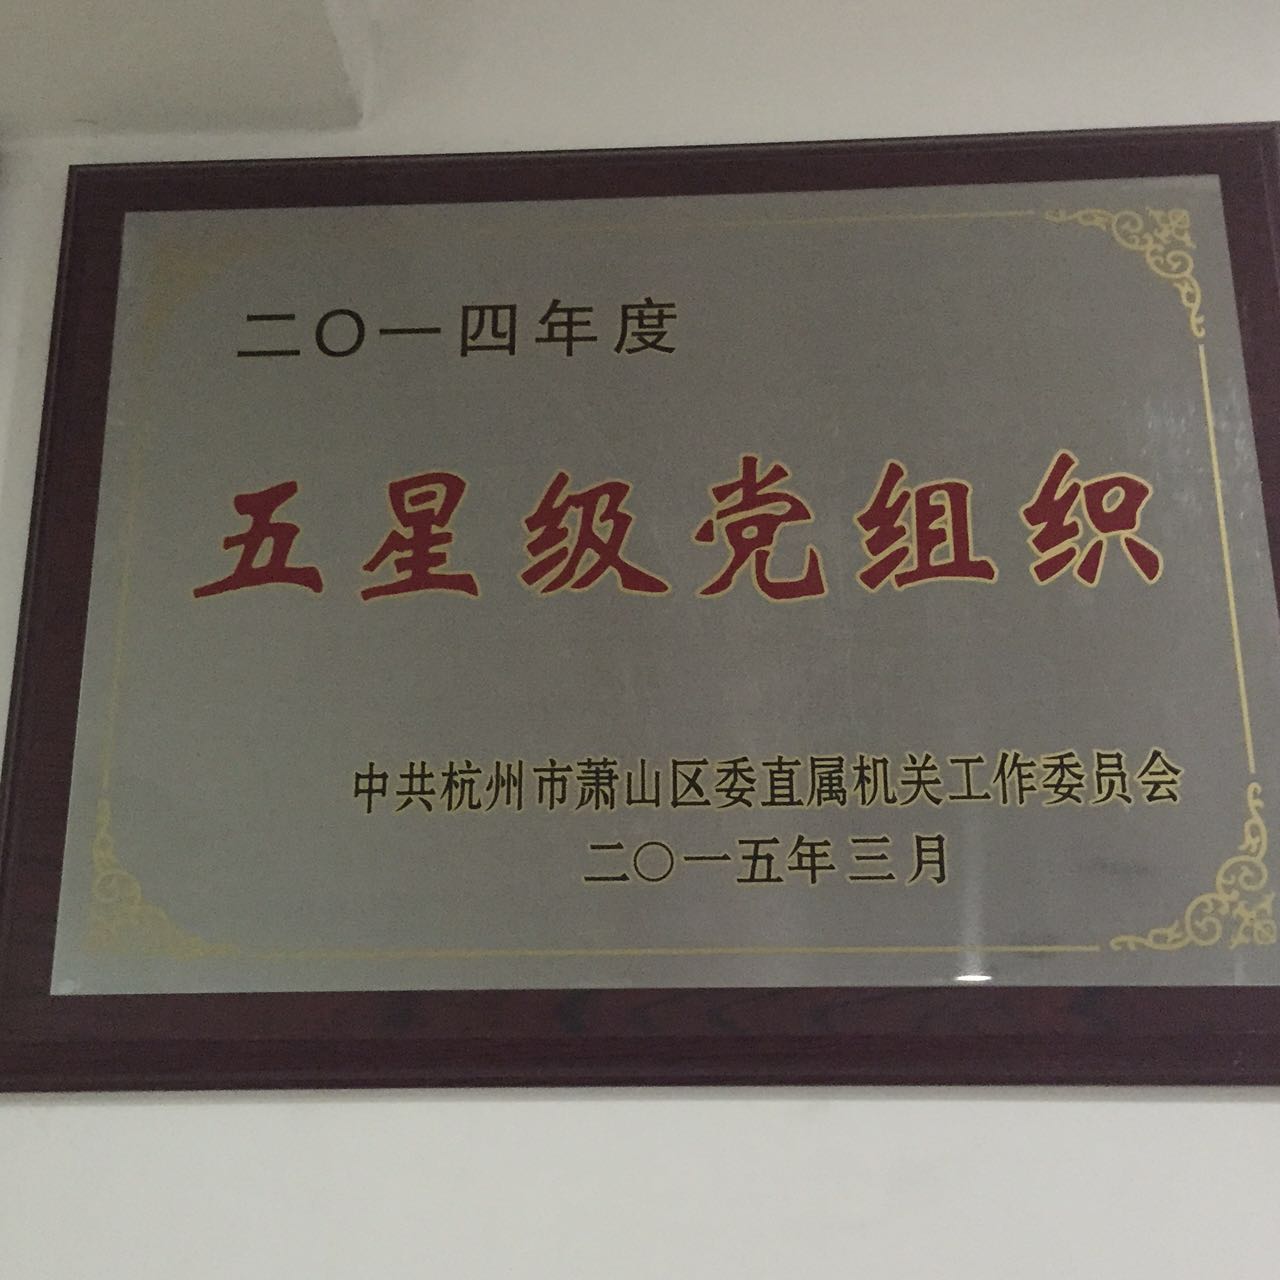 二〇一四年度
五星级党组织
中共杭州市萧山区委直属机关工作委员会
二〇一五年三月